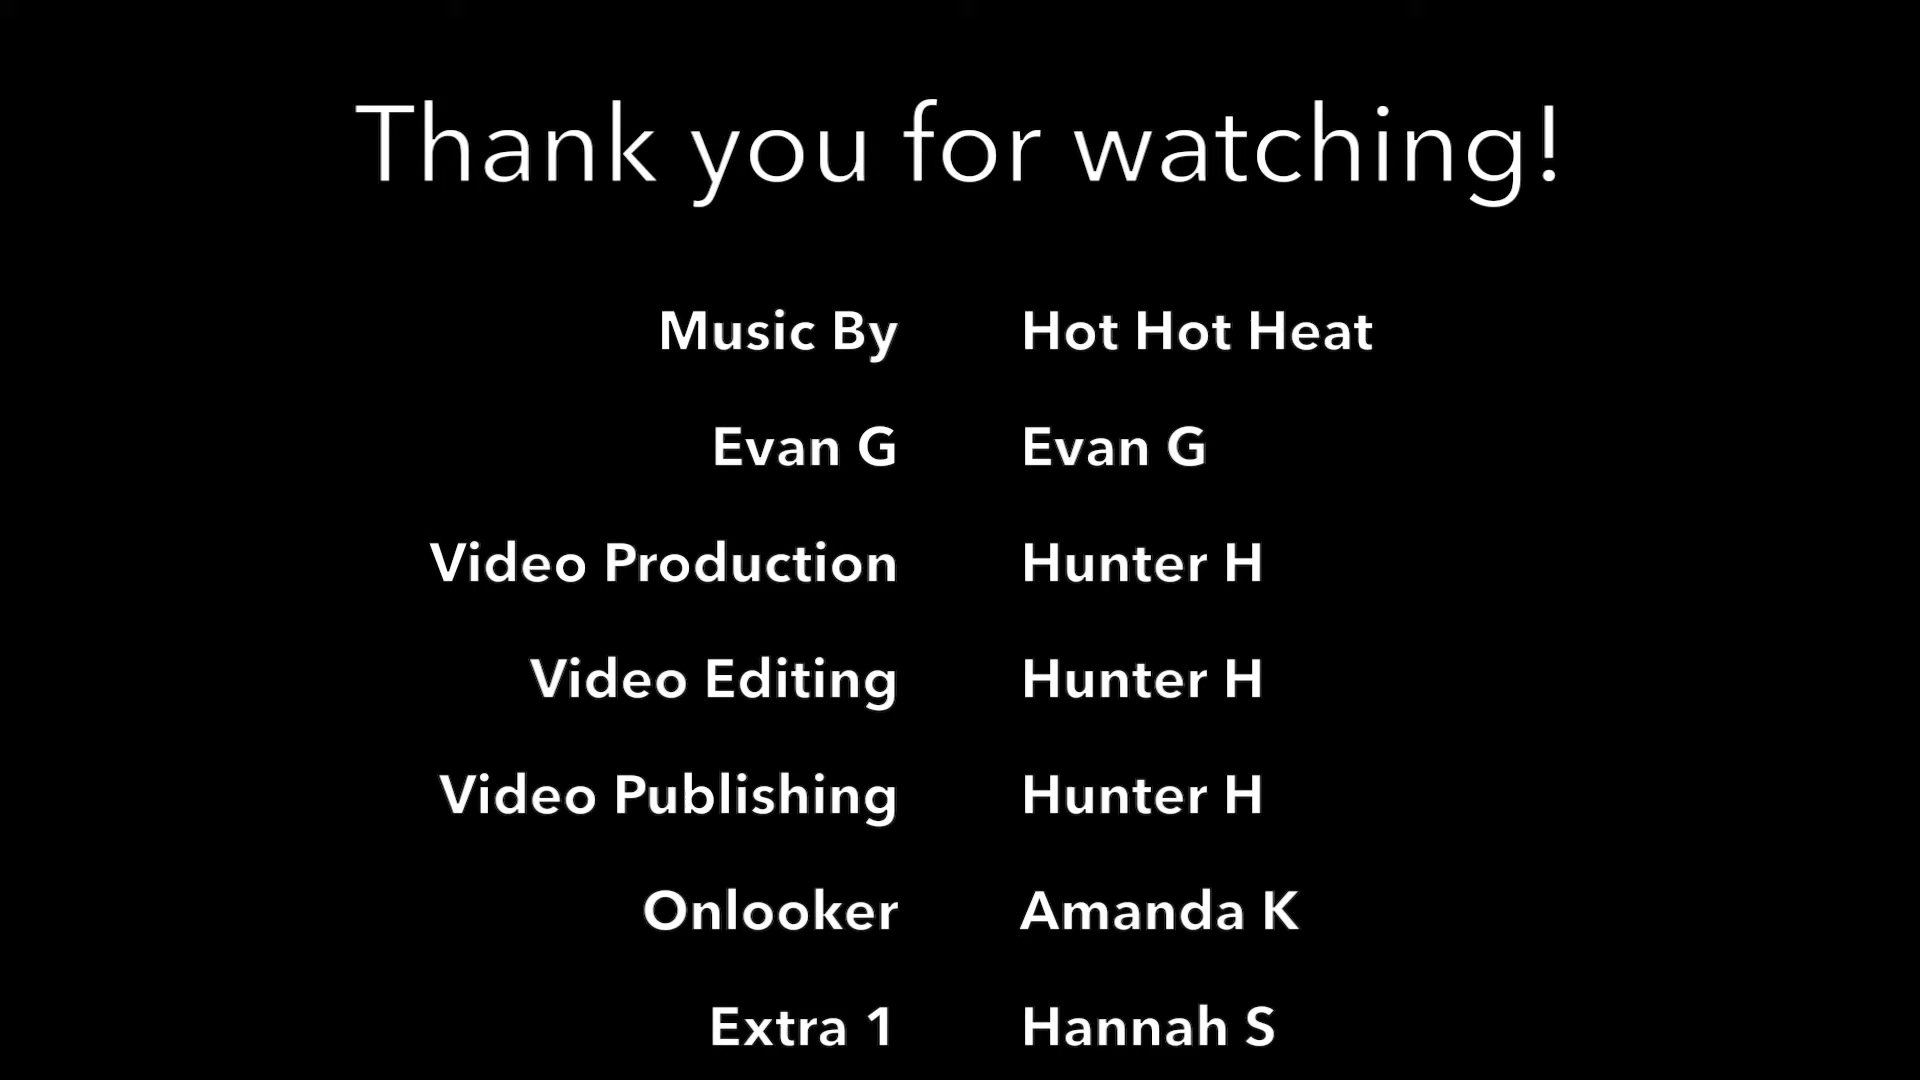 Thank you for watching!
Music By Hot Hot Heat
Evan G Evan G
Video Production Hunter H
Video Editing Hunter H
Video Publishing Hunter H
Onlooker Amanda K
Extra 1 Hannah S